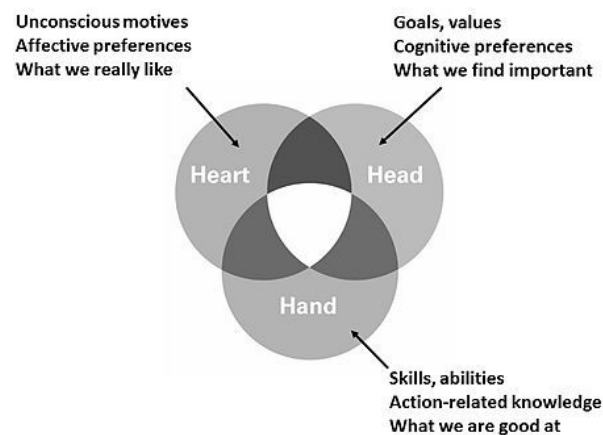 Unconscious motives
Affective preferences
What we really like
Goals, values
Cognitive preferences
What we find important
Heart
Head
Hand
Skills, abilities
Action-related knowledge
What we are good at